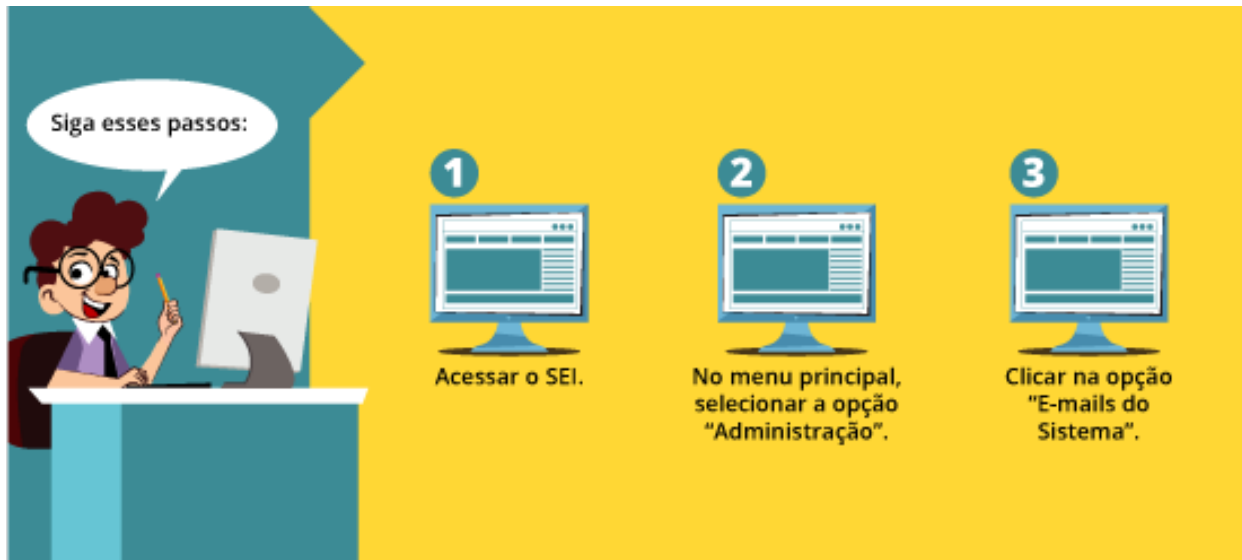 Siga esses passos:
1
Acessar o SEI.
2
No menu principal,
selecionar a opção
“Administração”.
3
Clicar na opção
“E-mails do
Sistema”.